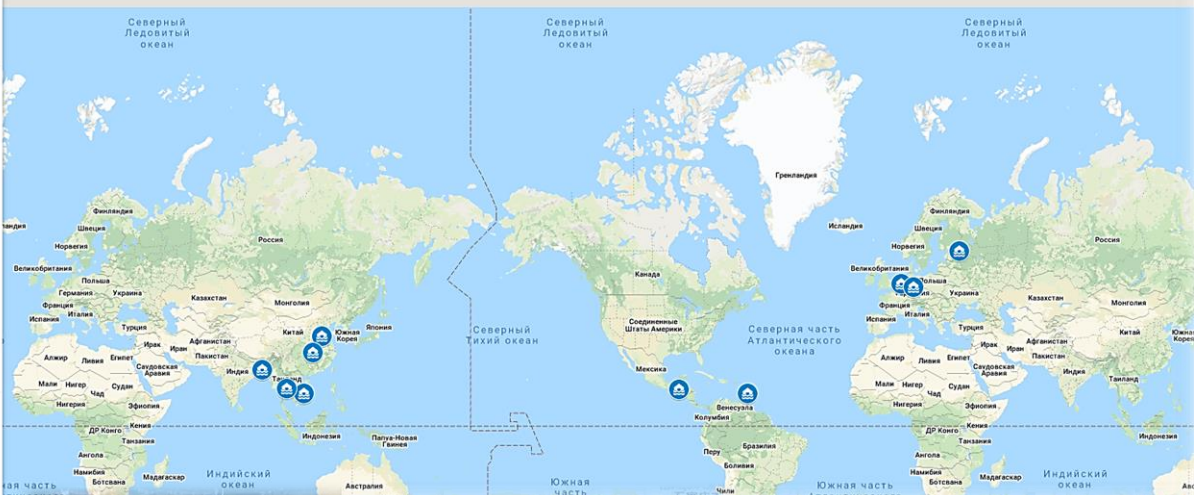 Северный
Ледовитый
океан
Северный
Ледовитый
океан
Северный
Ледовитый
океан
Гренландия
ландия
Финляндия
Швеция
Норвегия
Россия
Великобритания
Польша
Германия
Украина
Франция
Казахстан
Монголия
Италия
Испания
Турция
Китай
Южная
Корея
Япония
Ирак
Иран
Афганистан
Пакистан
Алжир
Ливия
Египет
Саудовская
Аравия
Индия
Мали
Нигер
Чад
Судан
Нигерия
Эфиопия
ДР Конго
Кения
Танзания
Индонезия
Папуа-Новая
Гвинея
Ангола
Намибия
Ботсвана
Мадагаскар
Индийский
океан
Австралия
ная часть
Северный
Тихий океан
Канада
Соединенные
Штаты Америки
Мексика
Северная часть
Атлантического
океана
Венесуэла
Колумбия
Перу
Бразилия
Боливия
Чили
Южная
часть
Южная часть
Исландия
Финляндия
Швеция
Норвегия
Россия
Великобритания
Украина
Франция
Казахстан
Монголия
Италия
Испания
Турция
Китай
Ирак
Иран
Афганистан
Пакистан
Алжир
Ливия
Египет
Саудовская
Аравия
Индия
Таиланд
Мали
Нигер
Чад
Судан
Нигерия
Эфиопия
ДР Конго
Кения
Танзания
Индонезия
Ангола
Намибия
Ботсвана
Мадагаскар
Индийский
океан